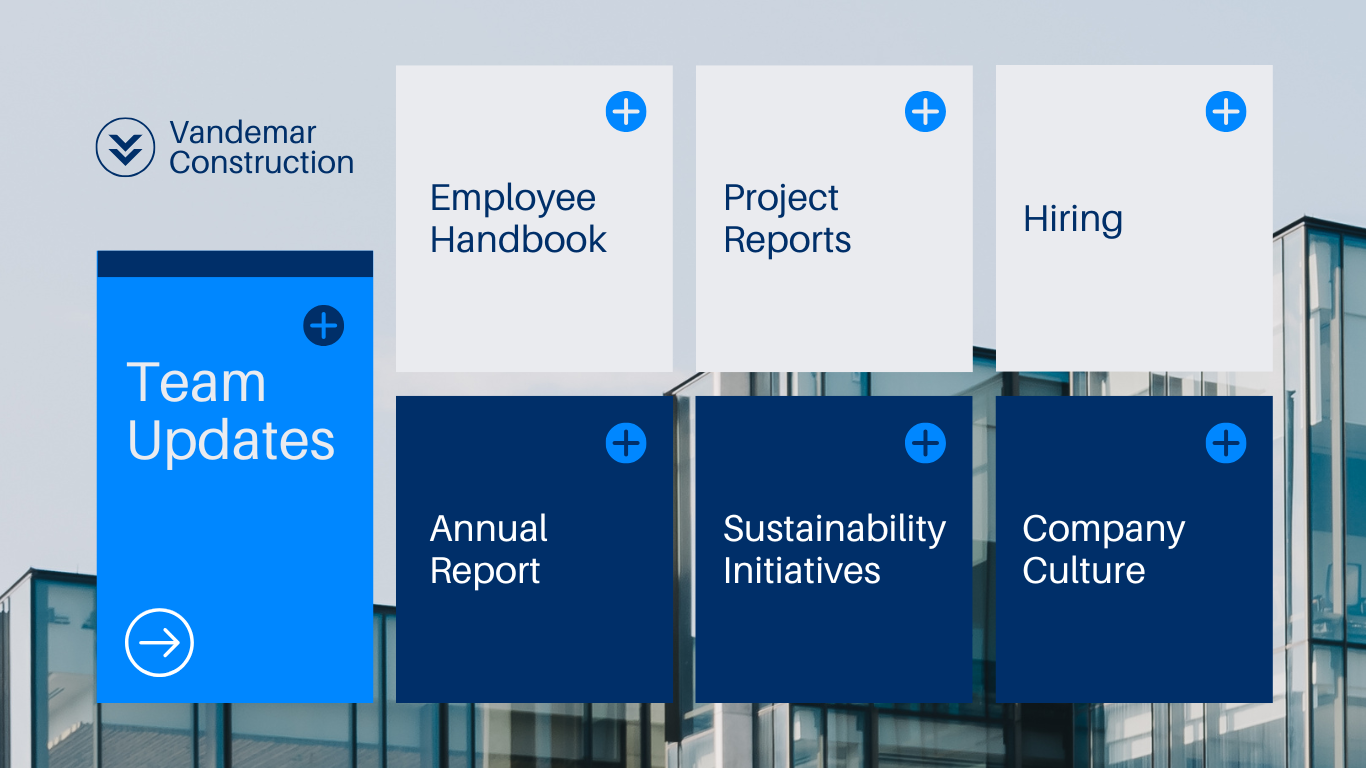 Vandemar
Construction
Team
Updates
Employee
Handbook
Project
Reports
Hiring
Annual
Report
Sustainability
Initiatives
Company
Culture